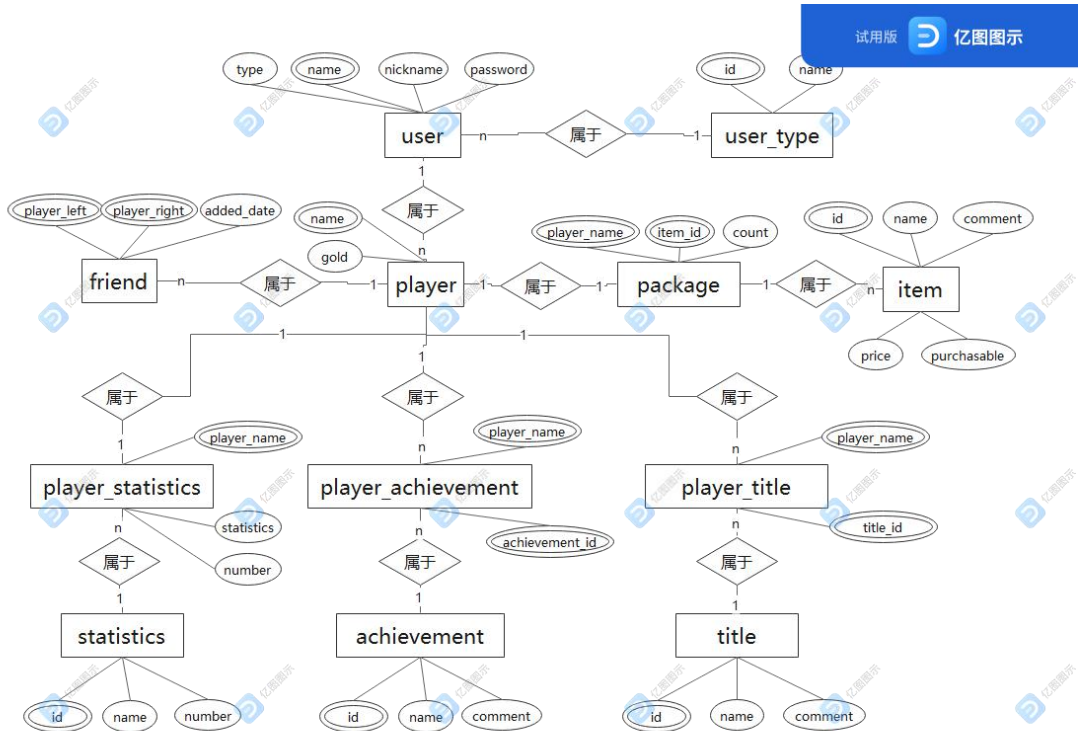 试用版 亿图图示
type name nickname password id name
user n 属于 1 user_type
1
属于
n
player_left player_right added_date name gold player_name item_id count id name comment
friend n 属于 1 player 1 属于 1 package 1 属于 n item
price purchasable
1 1 1
属于 属于 属于
1 n n
player_name player_name player_name
player_statistics player_achievement player_title
statistics number achievement_id title_id
n n n
属于 属于 属于
1 1 1
statistics achievement title
id name number id name comment id name comment
亿图图示